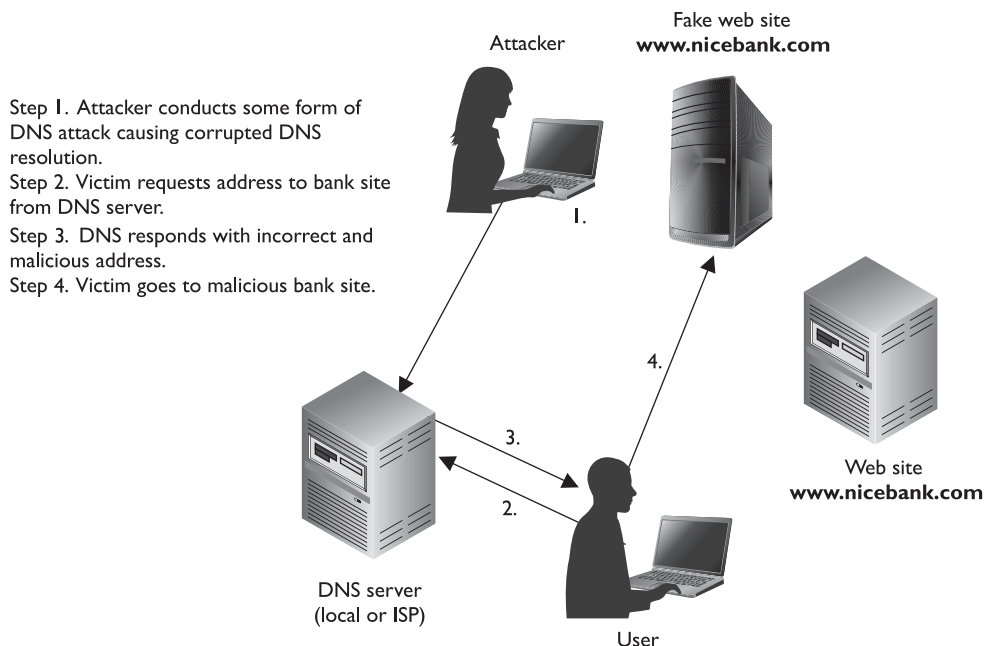 Fake web site
www.nicebank.com
Attacker
Step 1. Attacker conducts some form of
DNS attack causing corrupted DNS
resolution.
Step 2. Victim requests address to bank site
from DNS server.
Step 3. DNS responds with incorrect and
malicious address.
Step 4. Victim goes to malicious bank site.
1.
4.
3.
2.
Web site
www.nicebank.com
DNS server
(local or ISP)
User